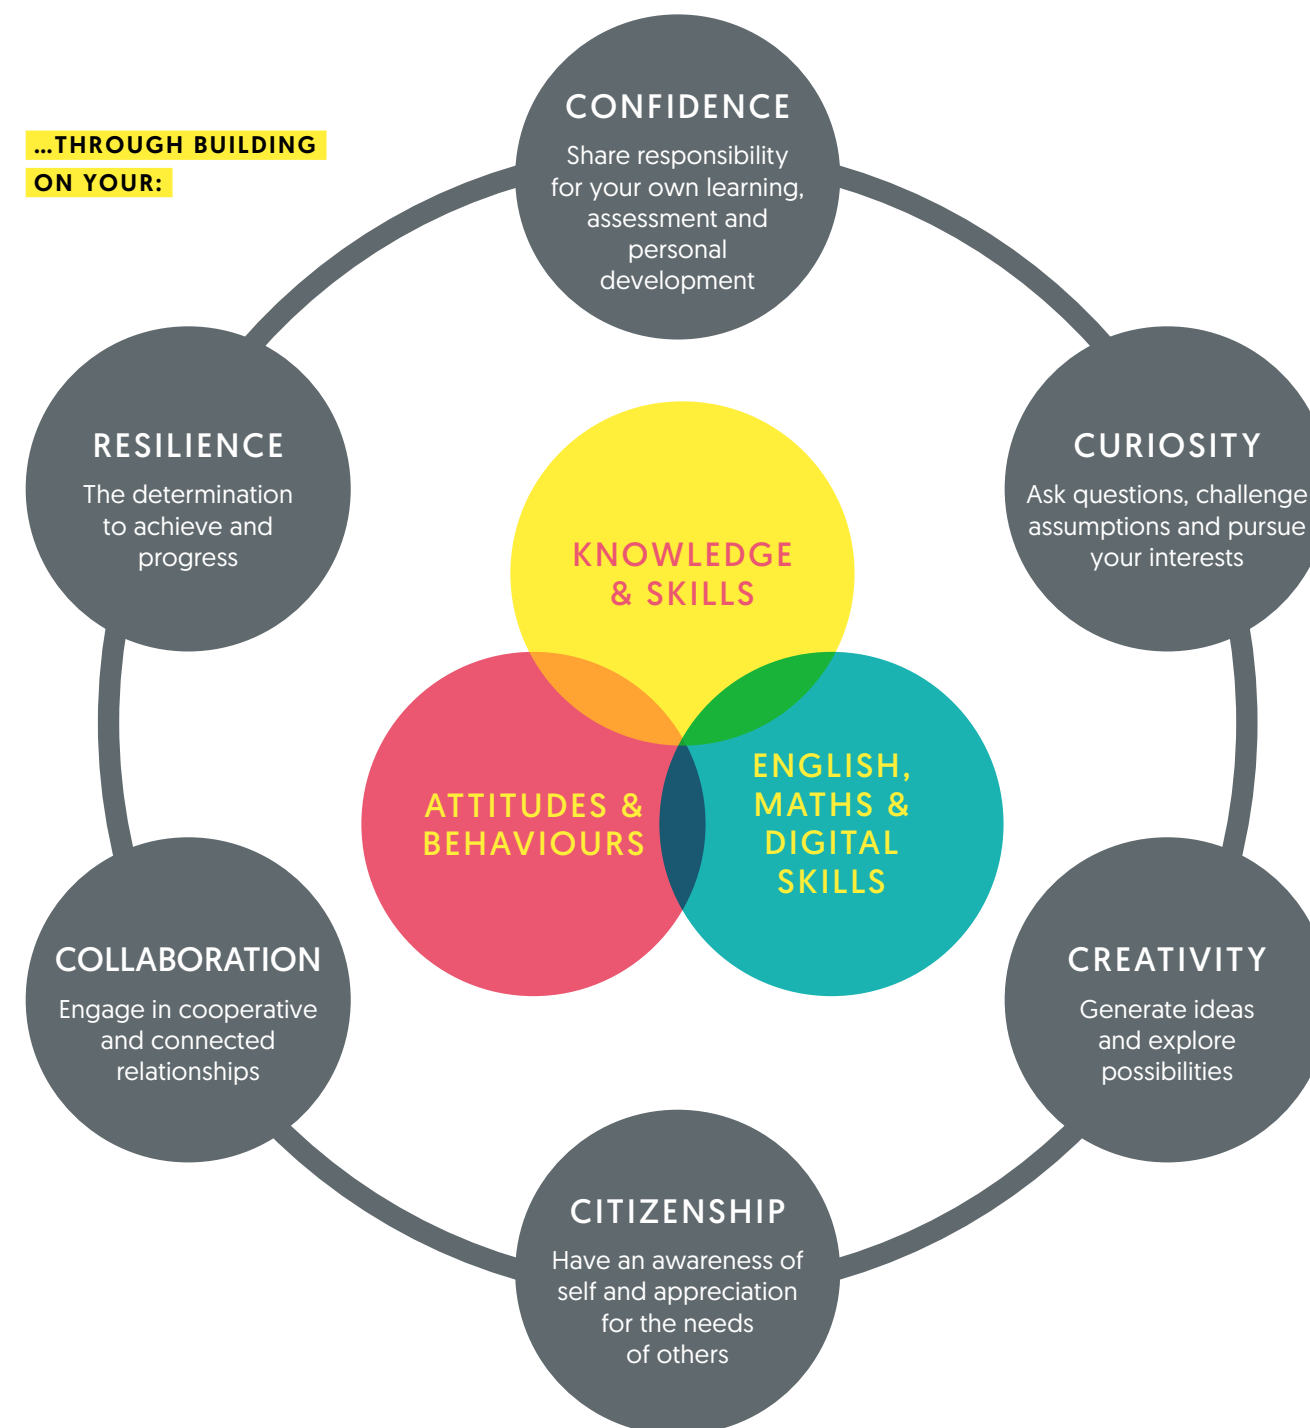 ...THROUGH BUILDING
ON YOUR:
CONFIDENCE
Share responsibility
for your own learning,
assessment and
personal
development
RESILIENCE
The determination
to achieve and
progress
CURIOSITY
Ask questions, challenge
assumptions and pursue
your interests
KNOWLEDGE
& SKILLS
ATTITUDES &
BEHAVIOURS
ENGLISH,
MATHS &
DIGITAL
SKILLS
COLLABORATION
Engage in cooperative
and connected
relationships
CREATIVITY
Generate ideas
and explore
possibilities
CITIZENSHIP
Have an awareness of
self and appreciation
for the needs
of others